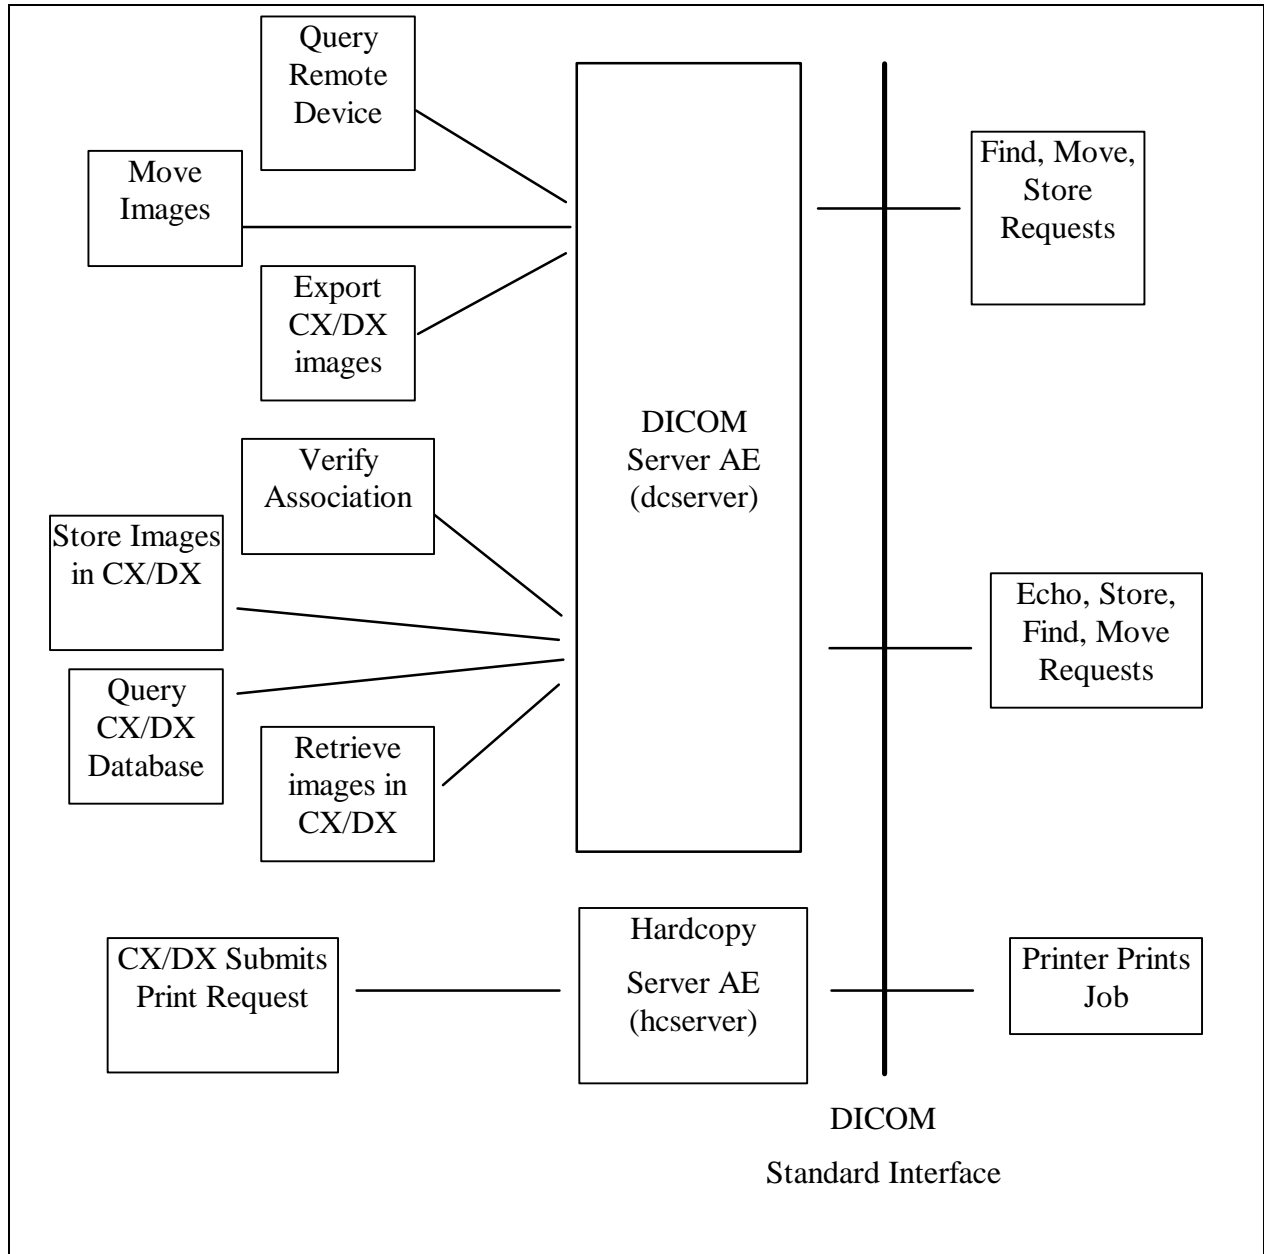 Query
Remote
Device
Move
Images
Export
CX/DX
images
Find, Move,
Store
Requests
DICOM
Server AE
(dcserver)
Verify
Association
Store Images
in CX/DX
Query
CX/DX
Database
Retrieve
images in
CX/DX
Echo, Store,
Find, Move
Requests
CX/DX Submits
Print Request
Hardcopy
Server AE
(hcserver)
Printer Prints
Job
DICOM
Standard Interface